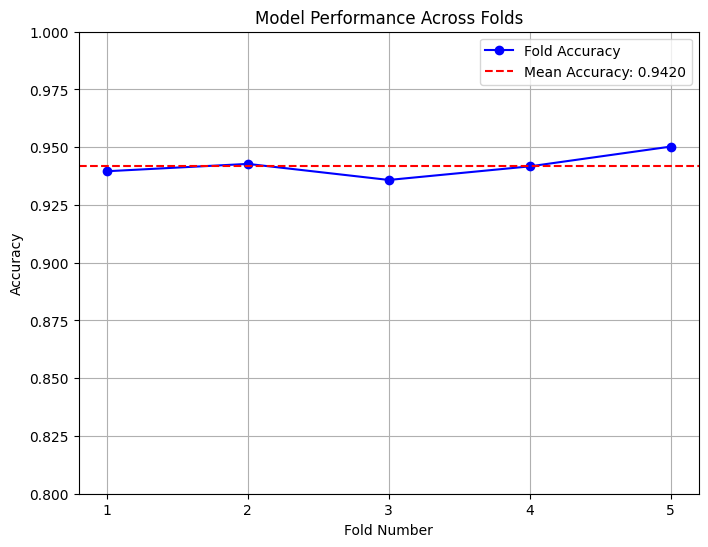 Model Performance Across Folds
Fold Accuracy
Mean Accuracy: 0.9420
Accuracy
1.000
0.975
0.950
0.925
0.900
0.875
0.850
0.825
0.800
1 2 3 4 5
Fold Number